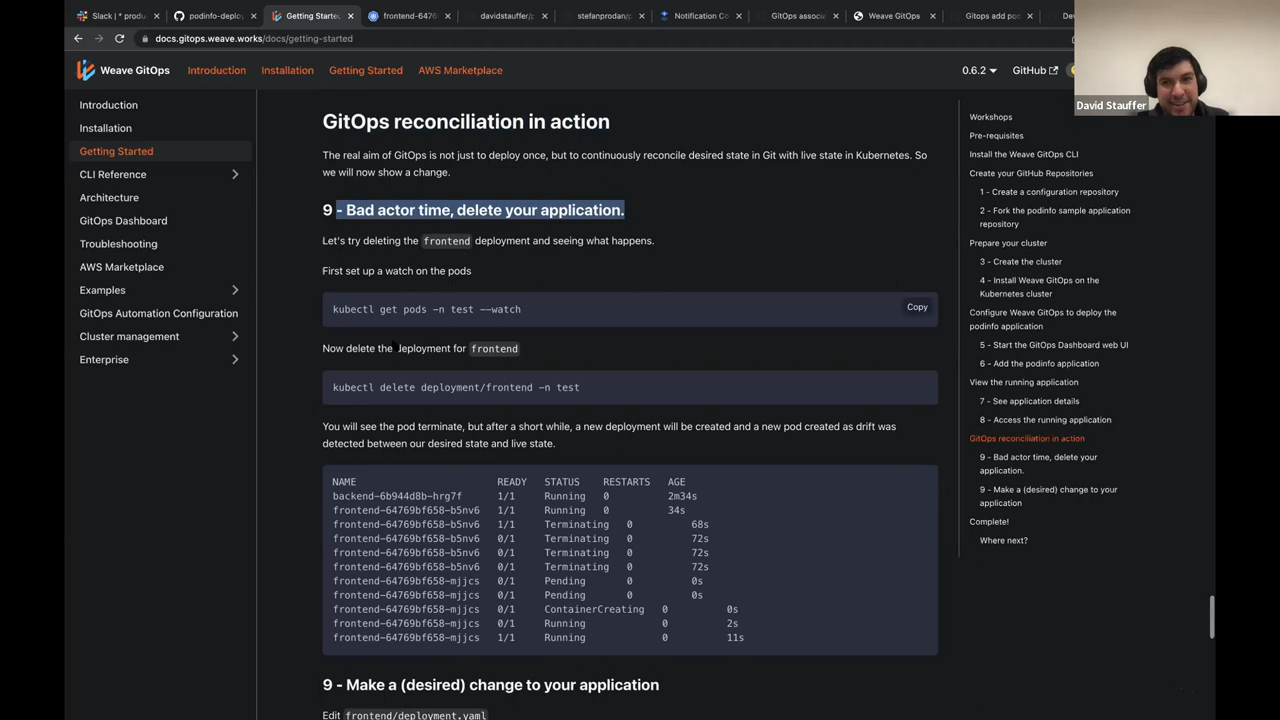 Slack | * produ
podinfo-deploy
Getting Starte
frontend-6476
davidstauffer/p
stefanprodan/p
Notification Co
GitOps associa
Weave GitOps
Gitops add poc
De
docs.gitops.weave.works/docs/getting-started
David Stauffer
Weave GitOps
Introduction
Installation
Getting Started
AWS Marketplace
0.6.2
GitHub
Introduction
Installation
Getting Started
CLI Reference
Architecture
GitOps Dashboard
Troubleshooting
AWS Marketplace
Examples
GitOps Automation Configuration
Cluster management
Enterprise
GitOps reconciliation in action
The real aim of GitOps is not just to deploy once, but to continuously reconcile desired state in Git with live state in Kubernetes. So
we will now show a change.
9 - Bad actor time, delete your application.
Let's try deleting the frontend deployment and seeing what happens.
First set up a watch on the pods
kubectl get pods -n test --watch
Copy
Now delete the deployment for frontend
kubectl delete deployment/frontend -n test
You will see the pod terminate, but after a short while, a new deployment will be created and a new pod created as drift was
detected between our desired state and live state.
NAME READY STATUS RESTARTS AGE
backend-6b944d8b-hrg7f 1/1 Running 0 2m34s
frontend-64769bf658-b5nv6 1/1 Running 0 34s
frontend-64769bf658-b5nv6 1/1 Terminating 0 68s
frontend-64769bf658-b5nv6 0/1 Terminating 0 72s
frontend-64769bf658-b5nv6 0/1 Terminating 0 72s
frontend-64769bf658-b5nv6 0/1 Terminating 0 72s
frontend-64769bf658-mjjcs 0/1 Pending 0 0s
frontend-64769bf658-mjjcs 0/1 Pending 0 0s
frontend-64769bf658-mjjcs 0/1 ContainerCreating 0 0s
frontend-64769bf658-mjjcs 0/1 Running 0 2s
frontend-64769bf658-mjjcs 1/1 Running 0 11s
9 - Make a (desired) change to your application
Edit frontend/deployment.yaml
Workshops
Pre-requisites
Install the Weave GitOps CLI
Create your GitHub Repositories
1 - Create a configuration repository
2 - Fork the podinfo sample application
repository
Prepare your cluster
3 - Create the cluster
4 - Install Weave GitOps on the
Kubernetes cluster
Configure Weave GitOps to deploy the
podinfo application
5 - Start the GitOps Dashboard web UI
6 - Add the podinfo application
View the running application
7 - See application details
8 - Access the running application
GitOps reconciliation in action
9 - Bad actor time, delete your
application.
9 - Make a (desired) change to your
application
Complete!
Where next?